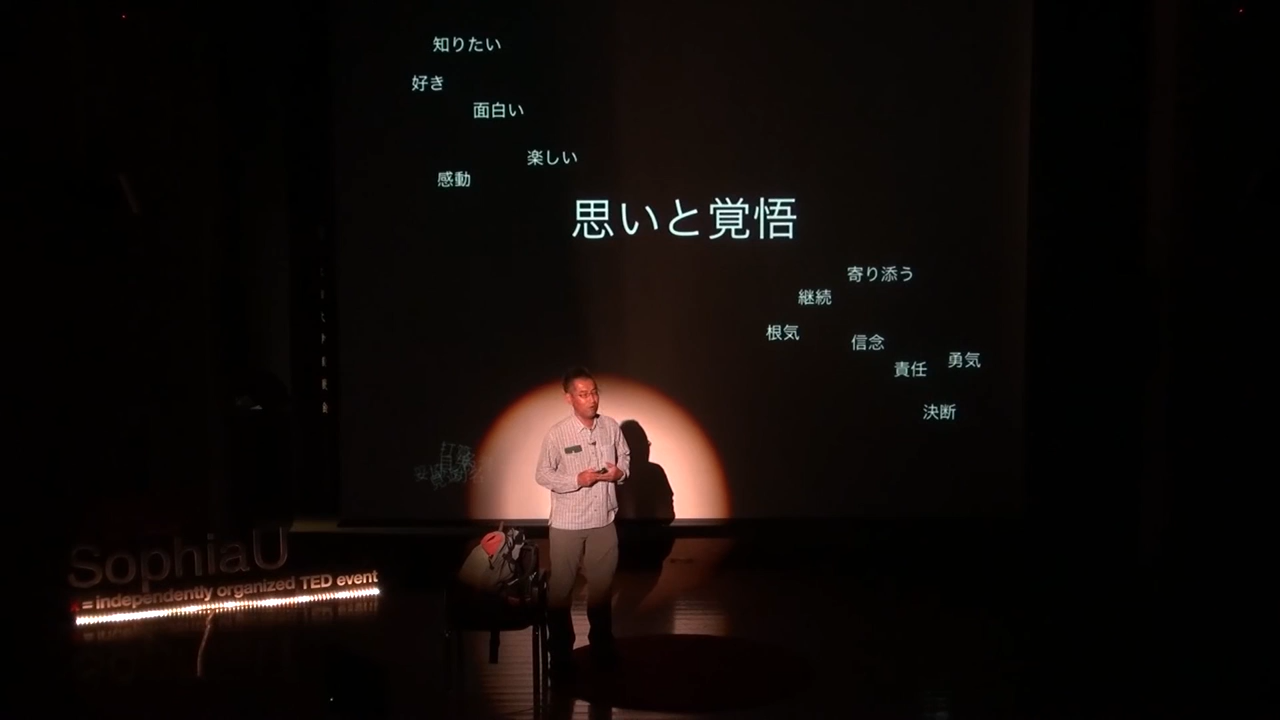 知りたい
好き
面白い
楽しい
感動
思いと覚悟
寄り添う
継続
根気
信念
勇気
責任
決断
SophiaU
x=independently organized TED event